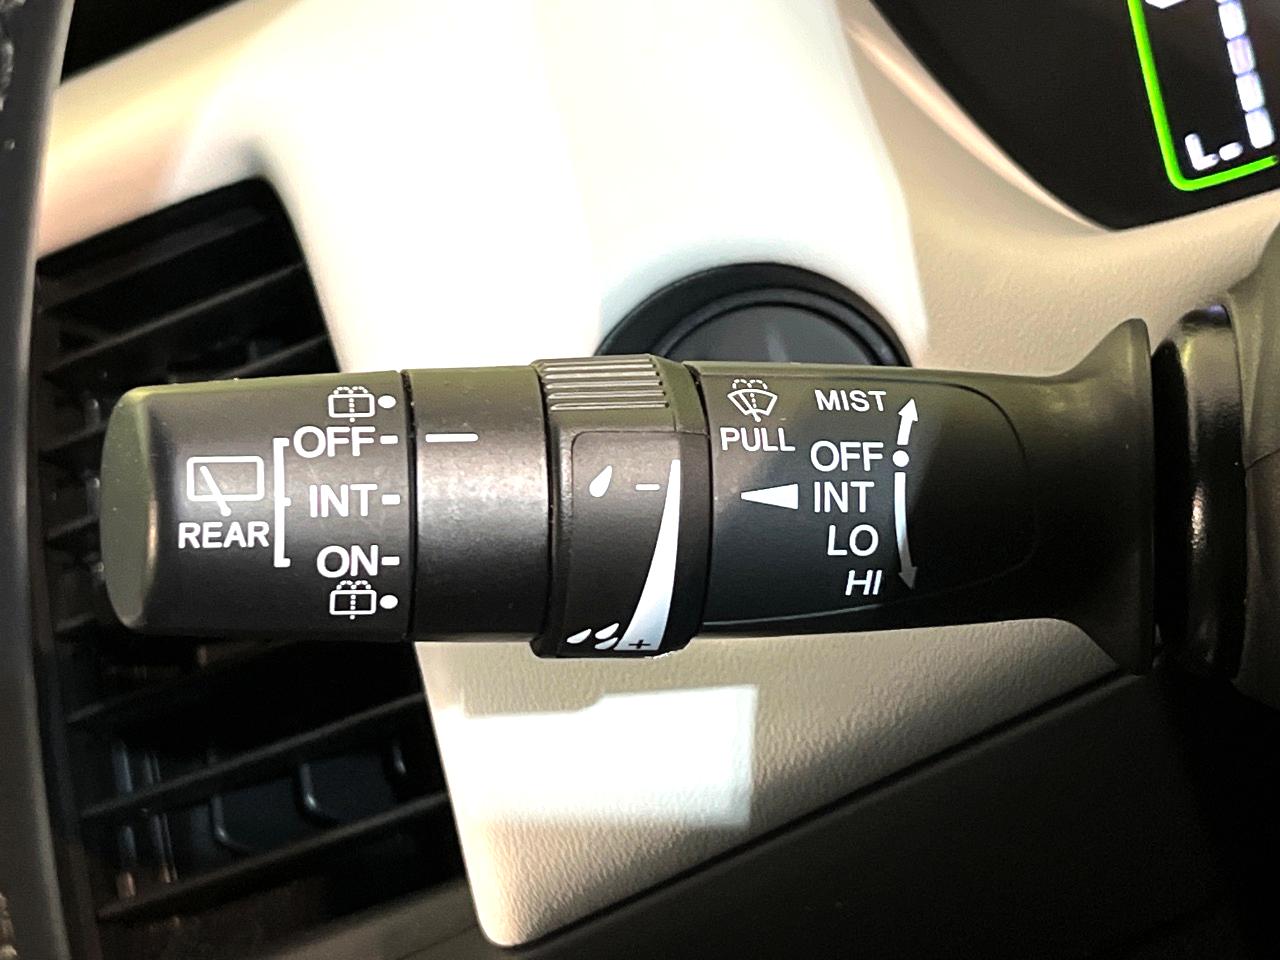 OFF
INT
ON
REAR
- +
PULL
MIST
OFF
INT
LO
HI
L